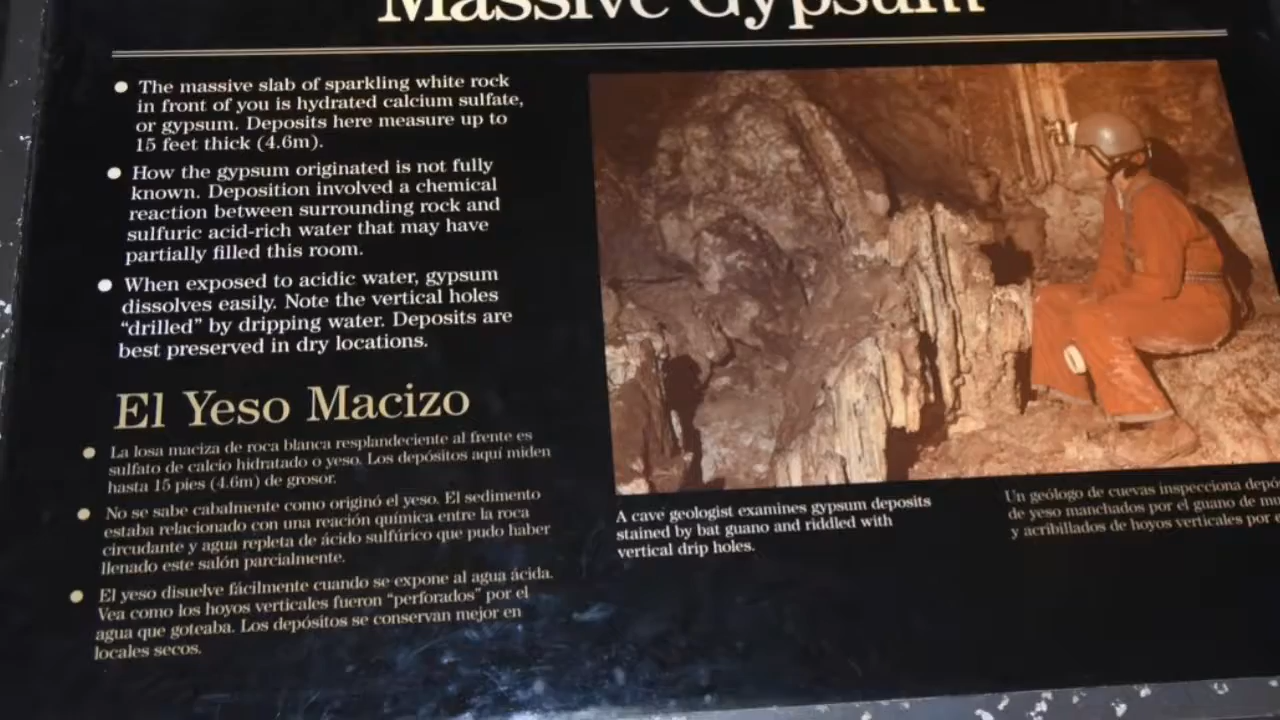 Massive Gypsum
The massive slab of sparkling white rock
in front of you is hydrated calcium sulfate,
or gypsum. Deposits here measure up to
15 feet thick (4.6m).
How the gypsum originated is not fully
known. Deposition involved a chemical
reaction between surrounding rock and
sulfuric acid-rich water that may have
partially filled this room.
When exposed to acidic water, gypsum
dissolves easily. Note the vertical holes
“drilled” by dripping water. Deposits are
best preserved in dry locations.
El Yeso Macizo
La losa maciza de roca blanca resplandeciente al frente es
sulfato de calcio hidratado o yeso. Los depósitos aquí miden
hasta 15 pies (4.6m) de grosor.
No se sabe cabalmente como originó el yeso. El sedimento
estaba relacionado con una reación química entre la roca
circudante y agua repleta de ácido sulfúrico que pudo haber
llenado este salón parcialmente.
El yeso disuelve fácilmente cuando se expone al agua ácida.
Vea como los hoyos verticales fueron “perforados” por el
agua que goteaba. Los depósitos se conservan mejor en
locales secos.
A cave geologist examines gypsum deposits
stained by bat guano and riddled with
vertical drip holes.
Un geólogo de cuevas inspecciona
de yeso manchados por el guano de
y acribillados de hoyos verticales por